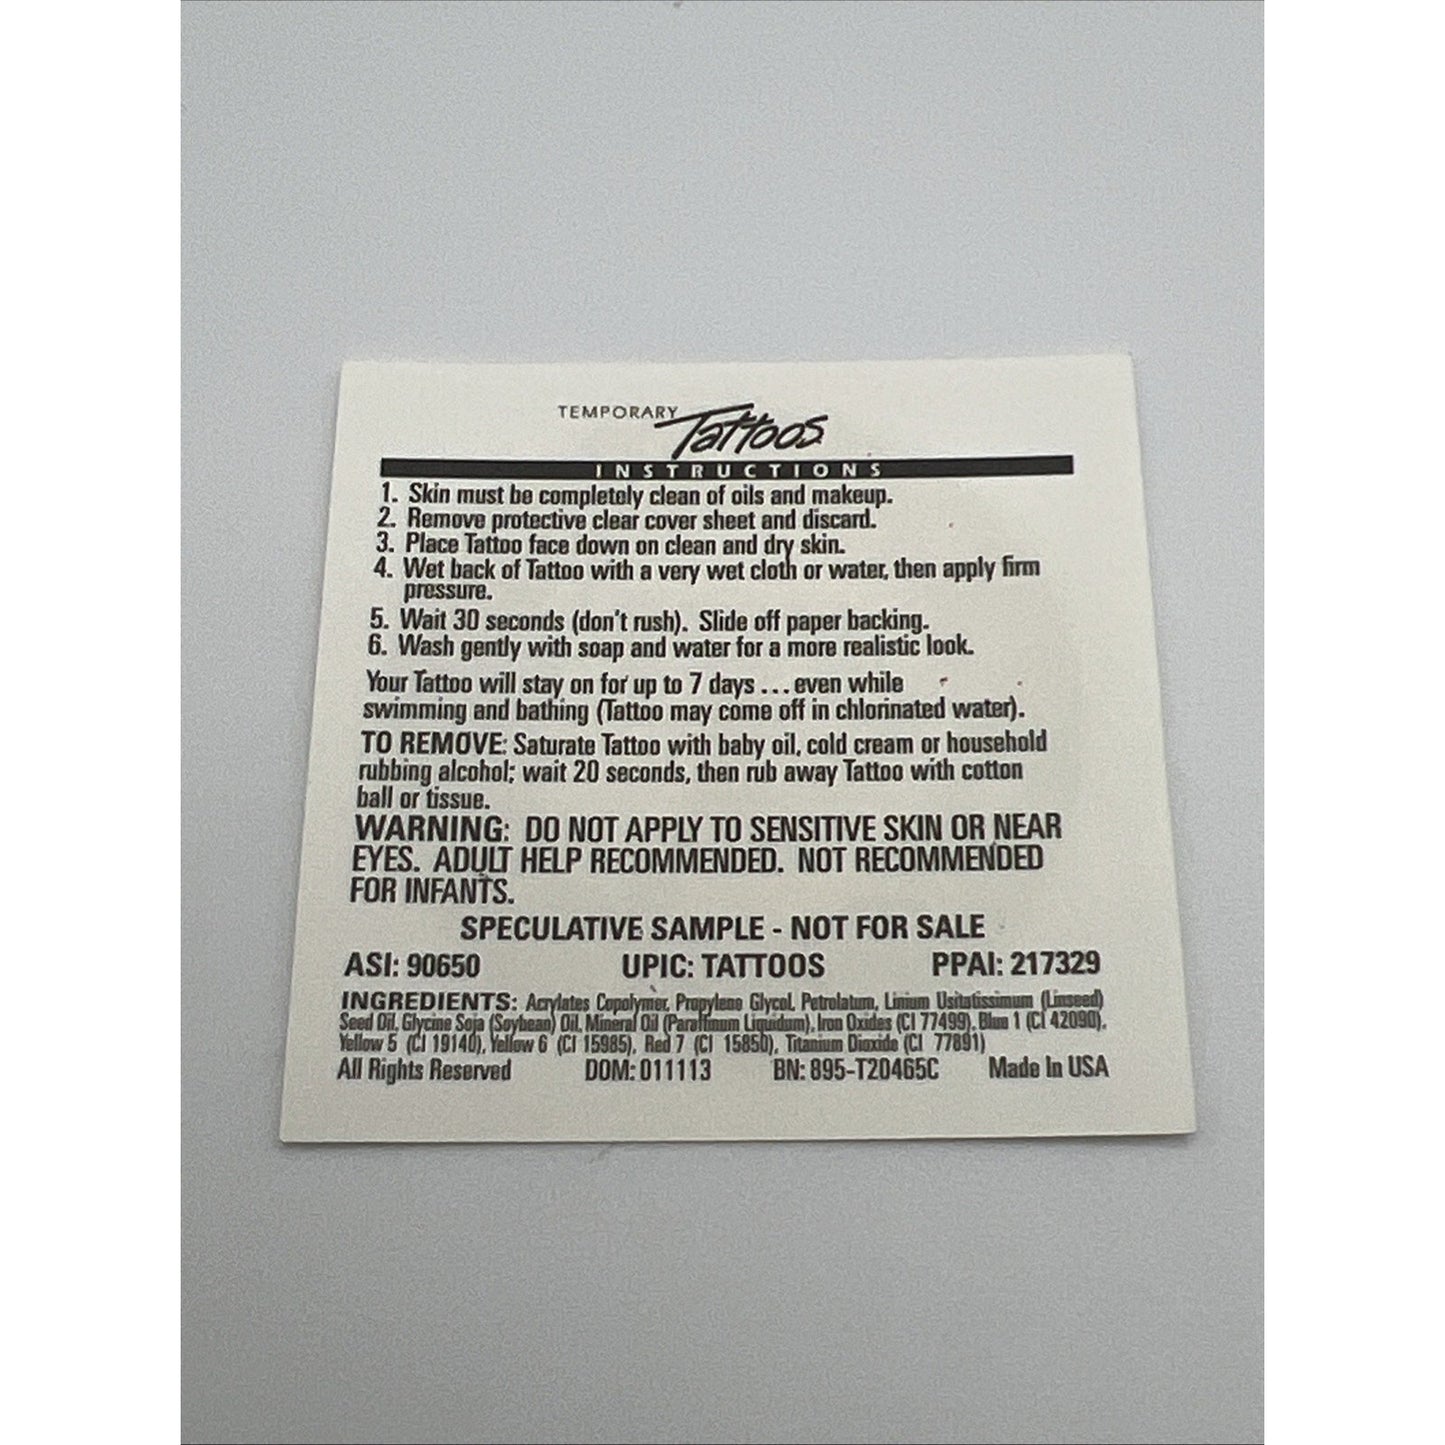 TEMPORARY Tattoos
INSTRUCTIONS
1. Skin must be completely clean of oils and makeup.
2. Remove protective clear cover sheet and discard.
3. Place Tattoo face down on clean and dry skin.
4. Wet back of Tattoo with a very wet cloth or water, then apply firm
pressure.
5. Wait 30 seconds (don't rush). Slide off paper backing.
6. Wash gently with soap and water for a more realistic look.
Your Tattoo will stay on for up to 7 days ... even while
swimming and bathing (Tattoo may come off in chlorinated water).
TO REMOVE: Saturate Tattoo with baby oil, cold cream or household
rubbing alcohol; wait 20 seconds, then rub away Tattoo with cotton
ball or tissue.
WARNING: DO NOT APPLY TO SENSITIVE SKIN OR NEAR
EYES. ADULT HELP RECOMMENDED. NOT RECOMMENDED
FOR INFANTS.
SPECULATIVE SAMPLE - NOT FOR SALE
ASI: 90650 UPIC: TATTOOS PPAI: 217329
INGREDIENTS: Acrylates Copolymer, Propylene Glycol, Petrolatum, Linium Usitatissimum (Linseed)
Seed Oil, Glycine Soja (Soybean) Oil, Mineral Oil (Paraffinum Liquidum), Iron Oxides (CI 77499), Blue 1 (CI 42090),
Yellow 5 (CI 19140), Yellow 6 (CI 15985), Red 7 (CI 15850), Titanium Dioxide (CI 77891)
All Rights Reserved DOM: 011113 BN: 895-T20465C Made In USA